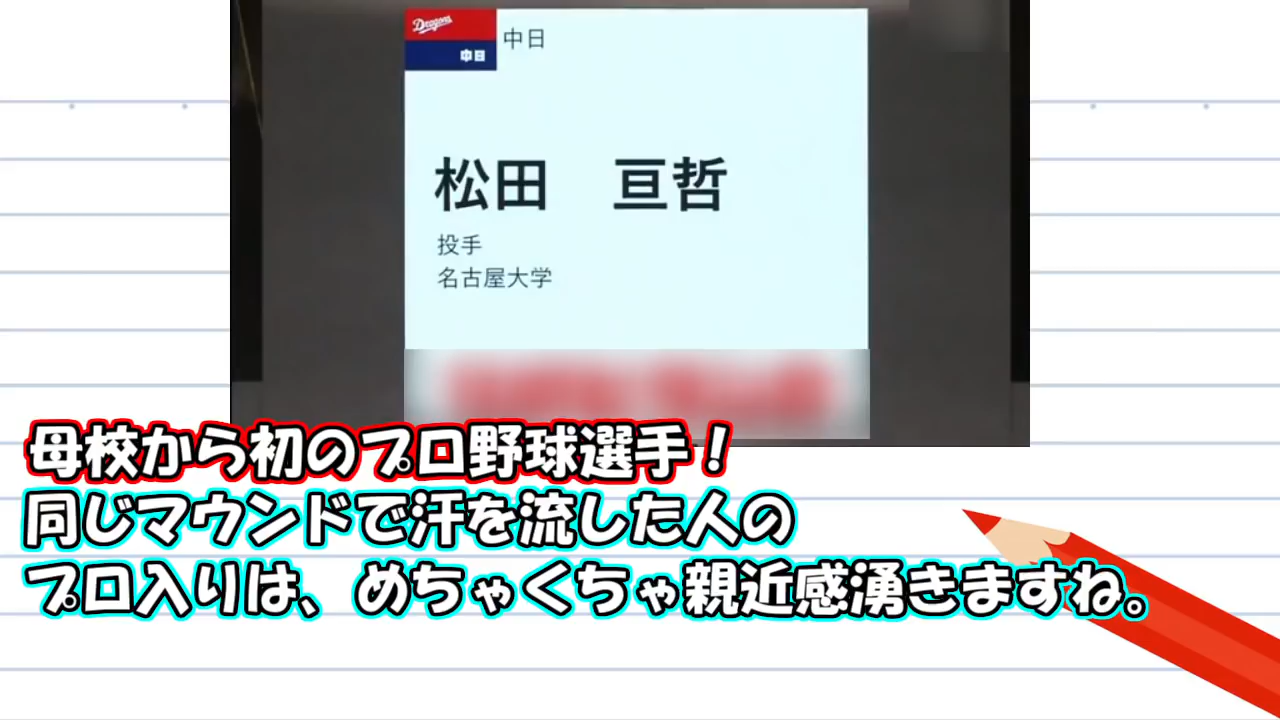 Dragons
中日
中日
松田 亘哲
投手
名古屋大学
母校から初のプロ野球選手！
同じマウンドで汗を流した人の
プロ入りは、めちゃくちゃ親近感湧きますね。